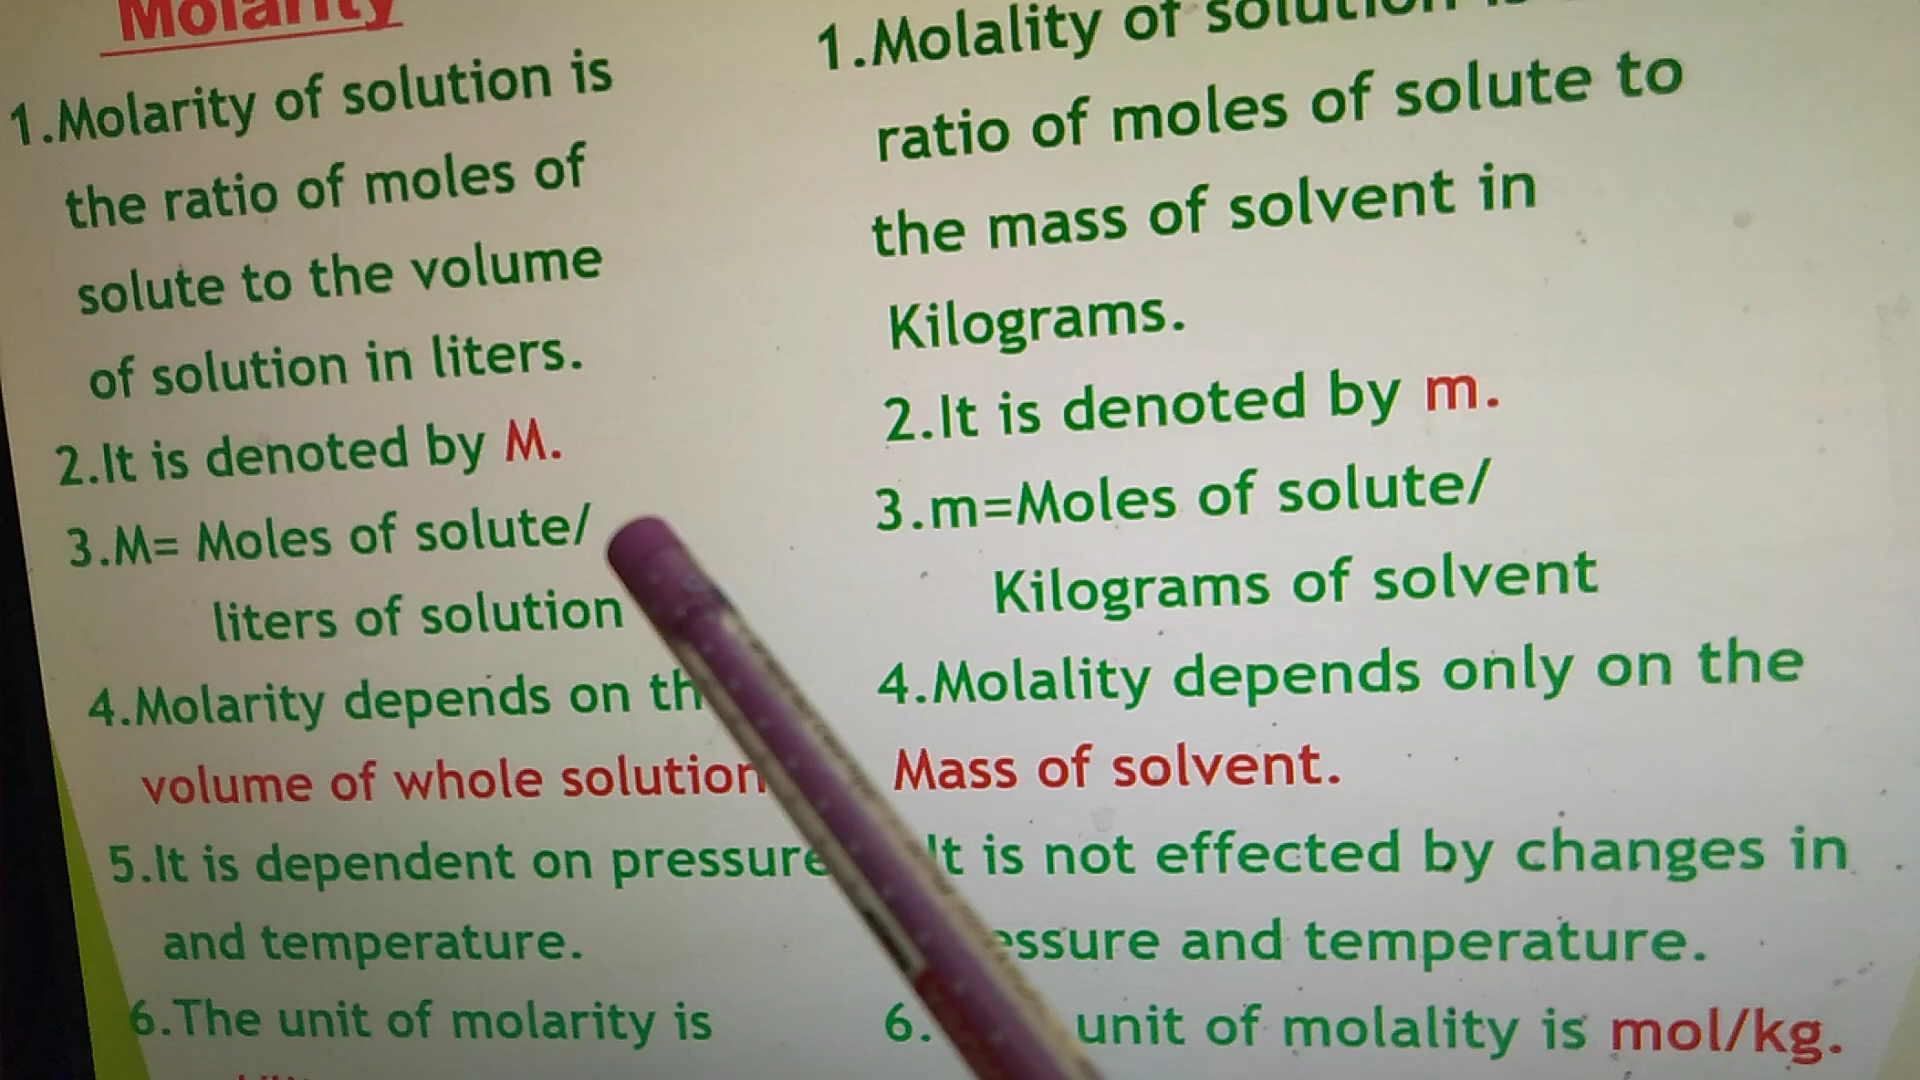 Molarity
1.Molarity of solution is
the ratio of moles of
solute to the volume
of solution in liters.
2.It is denoted by M.
3.M= Moles of solute/
liters of solution
4.Molarity depends on th
volume of whole solution
5.It is dependent on pressure
and temperature.
6.The unit of molarity is
1.Molality of solution is
ratio of moles of solute to
the mass of solvent in
Kilograms.
2.It is denoted by m.
3.m=Moles of solute/
Kilograms of solvent
4.Molality depends only on the
Mass of solvent.
It is not effected by changes in
essure and temperature.
6. unit of molality is mol/kg.